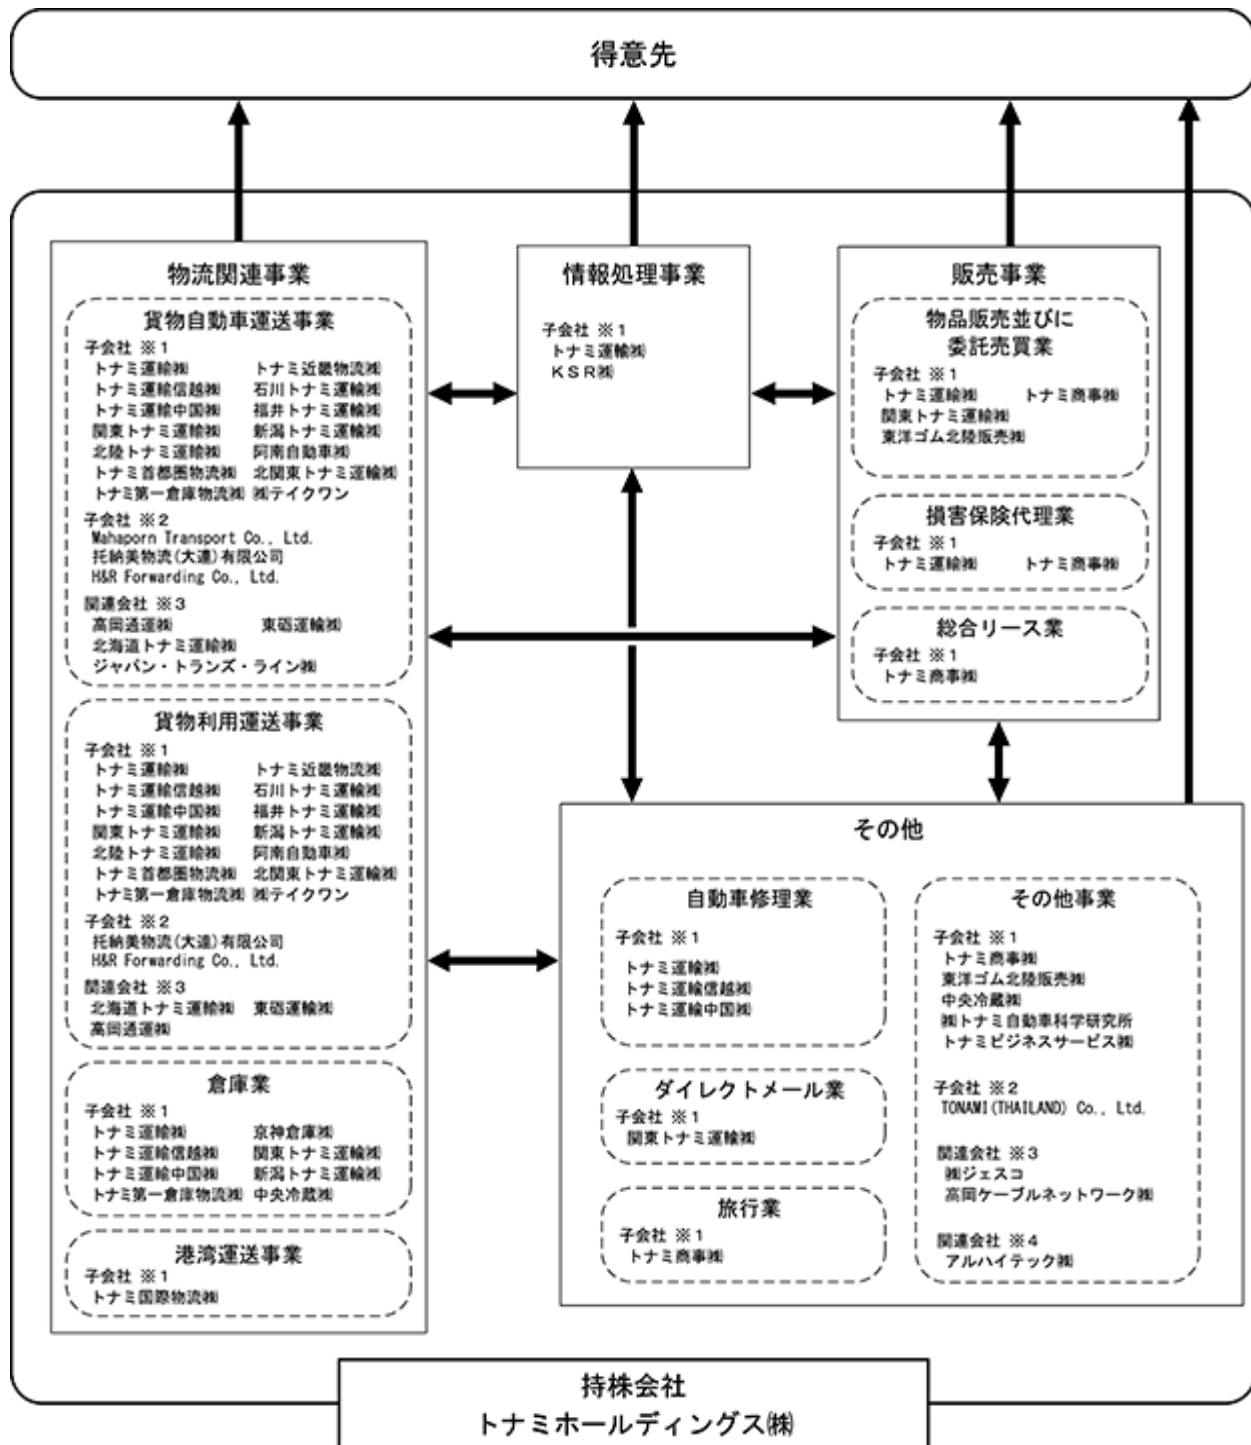 得意先
物流関連事業
貨物自動車運送事業
子会社 ※1
トナミ運輸㈱ トナミ近畿物流㈱
トナミ運輸信越㈱ 石川トナミ運輸㈱
トナミ運輸中国㈱ 福井トナミ運輸㈱
関東トナミ運輸㈱ 新潟トナミ運輸㈱
北陸トナミ運輸㈱ 阿南自動車㈱
トナミ首都圏物流㈱ 北関東トナミ運輸㈱
トナミ第一倉庫物流㈱ ㈱テイクワン
子会社 ※2
Mahaporn Transport Co., Ltd.
托納美物流(大連)有限公司
H&R Forwarding Co., Ltd.
関連会社 ※3
高岡通運㈱ 東砺運輸㈱
北海道トナミ運輸㈱
ジャパン・トランズ・ライン㈱
貨物利用運送事業
子会社 ※1
トナミ運輸㈱ トナミ近畿物流㈱
トナミ運輸信越㈱ 石川トナミ運輸㈱
トナミ運輸中国㈱ 福井トナミ運輸㈱
関東トナミ運輸㈱ 新潟トナミ運輸㈱
北陸トナミ運輸㈱ 阿南自動車㈱
トナミ首都圏物流㈱ 北関東トナミ運輸㈱
トナミ第一倉庫物流㈱ ㈱テイクワン
子会社 ※2
托納美物流(大連)有限公司
H&R Forwarding Co., Ltd.
関連会社 ※3
北海道トナミ運輸㈱ 東砺運輸㈱
高岡通運㈱
倉庫業
子会社 ※1
トナミ運輸㈱ 京神倉庫㈱
トナミ運輸信越㈱ 関東トナミ運輸㈱
トナミ運輸中国㈱ 新潟トナミ運輸㈱
トナミ第一倉庫物流㈱ 中央冷蔵㈱
港湾運送事業
子会社 ※1
トナミ国際物流㈱
情報処理事業
子会社 ※1
トナミ運輸㈱
KSR㈱
販売事業
物品販売並びに
委託売買業
子会社 ※1
トナミ運輸㈱ トナミ商事㈱
関東トナミ運輸㈱
東洋ゴム北陸販売㈱
損害保険代理業
子会社 ※1
トナミ運輸㈱ トナミ商事㈱
総合リース業
子会社 ※1
トナミ商事㈱
その他
自動車修理業
子会社 ※1
トナミ運輸㈱
トナミ運輸信越㈱
トナミ運輸中国㈱
ダイレクトメール業
子会社 ※1
関東トナミ運輸㈱
旅行業
子会社 ※1
トナミ商事㈱
その他事業
子会社 ※1
トナミ商事㈱
東洋ゴム北陸販売㈱
中央冷蔵㈱
㈱トナミ自動車科学研究所
トナミビジネスサービス㈱
子会社 ※2
TONAMI(THAILAND) Co., Ltd.
関連会社 ※3
㈱ジェスコ
高岡ケーブルネットワーク㈱
関連会社 ※4
アルハイテック㈱
持株会社
トナミホールディングス㈱